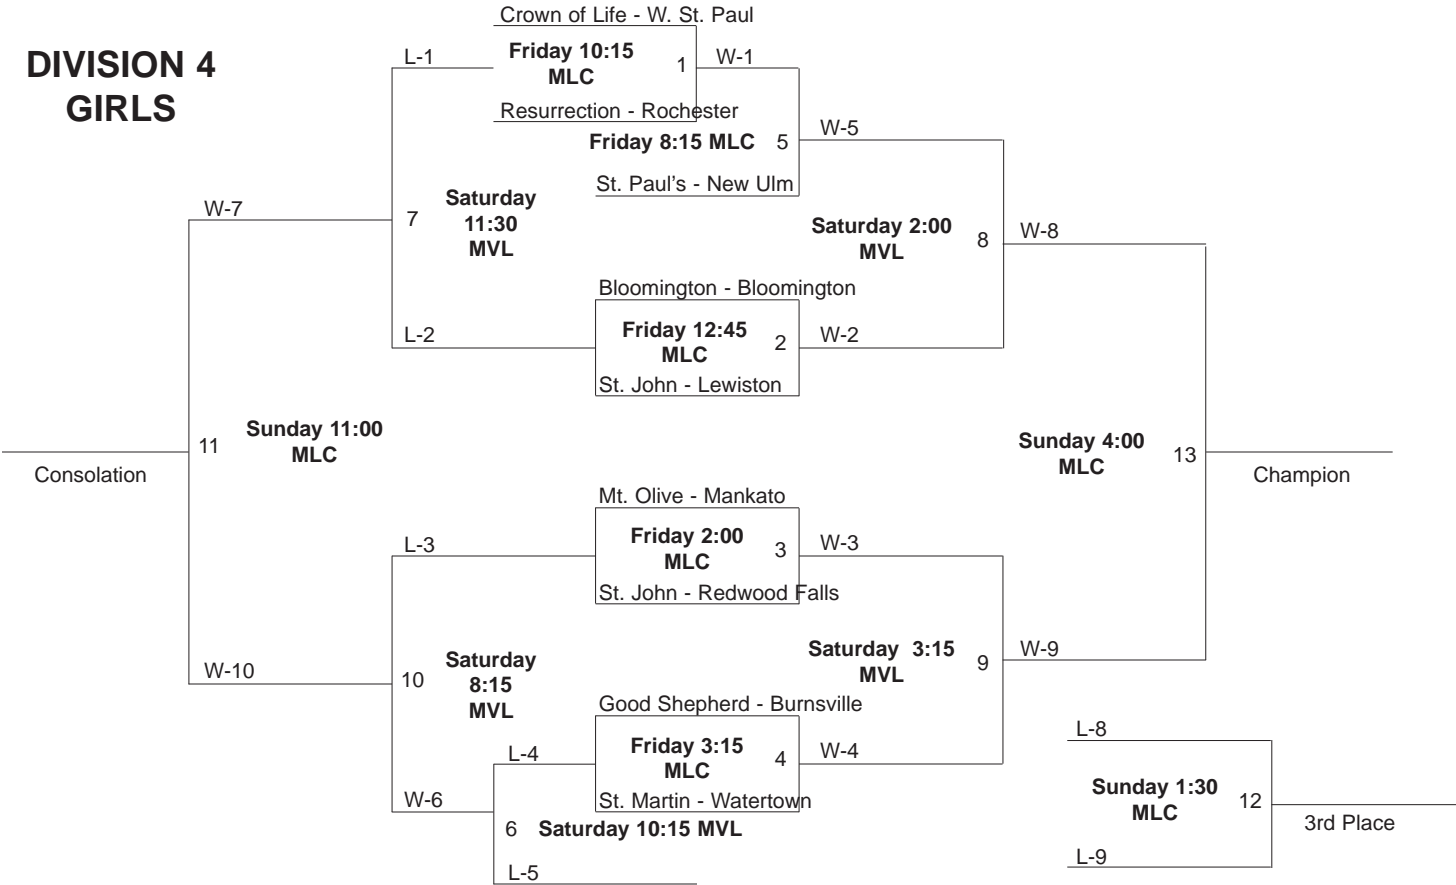 Crown of Life - W. St. Paul
DIVISION 4
GIRLS
L-1
Friday 10:15
MLC
1
W-1
Resurrection - Rochester
Friday 8:15 MLC
5
W-5
St. Paul's - New Ulm
W-7
7
Saturday
11:30
MVL
Saturday 2:00
MVL
8
W-8
Bloomington - Bloomington
L-2
Friday 12:45
MLC
2
W-2
St. John - Lewiston
11
Sunday 11:00
MLC
Consolation
Sunday 4:00
MLC
13
Champion
Mt. Olive - Mankato
L-3
Friday 2:00
MLC
3
W-3
St. John - Redwood Falls
W-10
10
Saturday
8:15
MVL
Saturday  3:15
MVL
9
W-9
Good Shepherd - Burnsville
L-4
Friday 3:15
MLC
4
W-4
St. Martin - Watertown
W-6
6
Saturday 10:15 MVL
L-5
L-8
Sunday 1:30
MLC
12
3rd Place
L-9